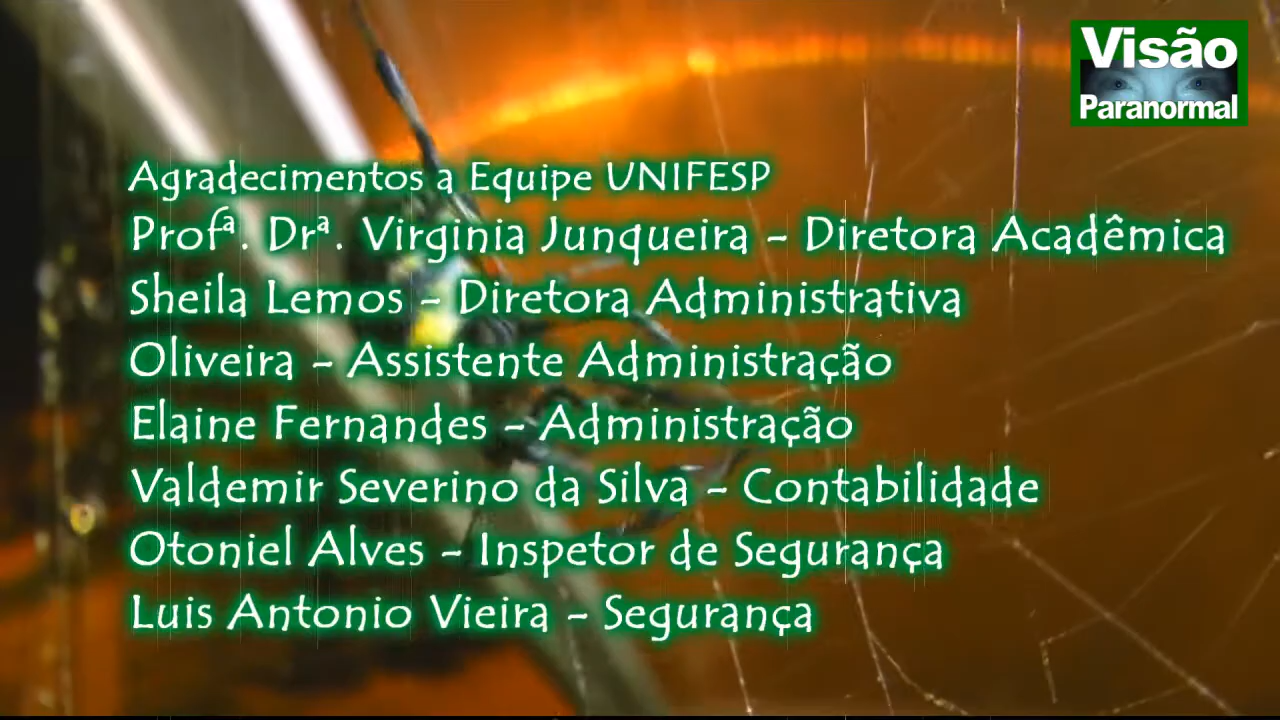 Visão
Paranormal
Agradecimentos a Equipe UNIFESP
Profª. Drª. Virginia Junqueira - Diretora Acadêmica
Sheila Lemos - Diretora Administrativa
Oliveira - Assistente Administração
Elaine Fernandes - Administração
Valdemir Severino da Silva - Contabilidade
Otoniel Alves - Inspetor de Segurança
Luis Antonio Vieira - Segurança